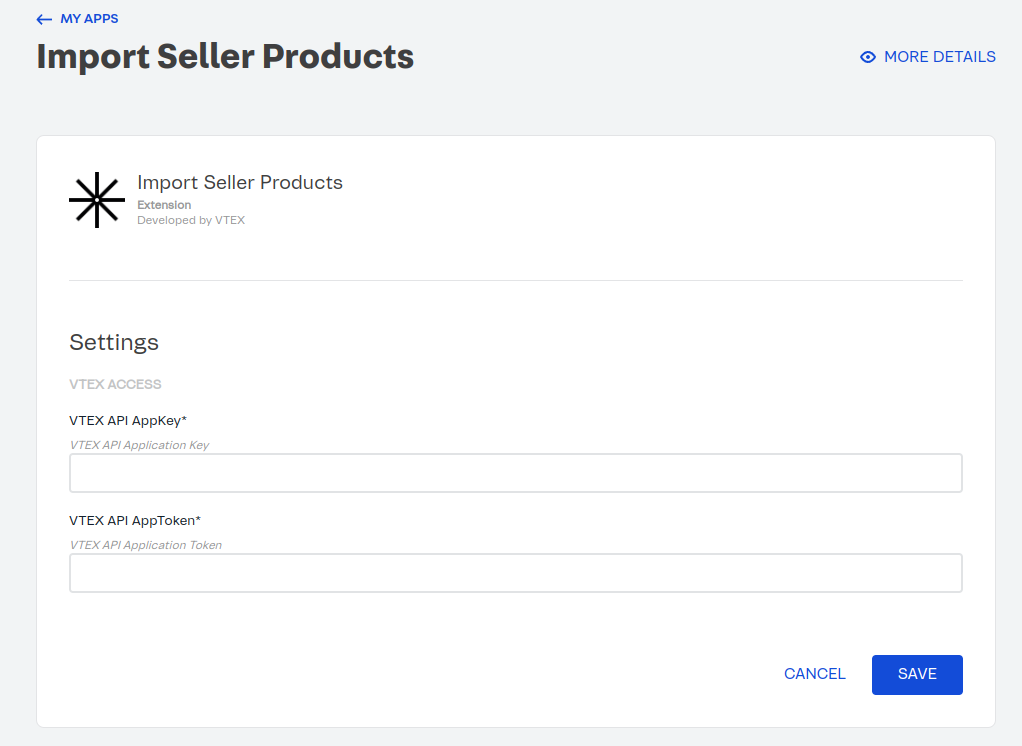 MY APPS
Import Seller Products
MORE DETAILS
Import Seller Products
Extension
Developed by VTEX
Settings
VTEX ACCESS
VTEX API AppKey*
VTEX API Application Key
VTEX API AppToken*
VTEX API Application Token
CANCEL
SAVE